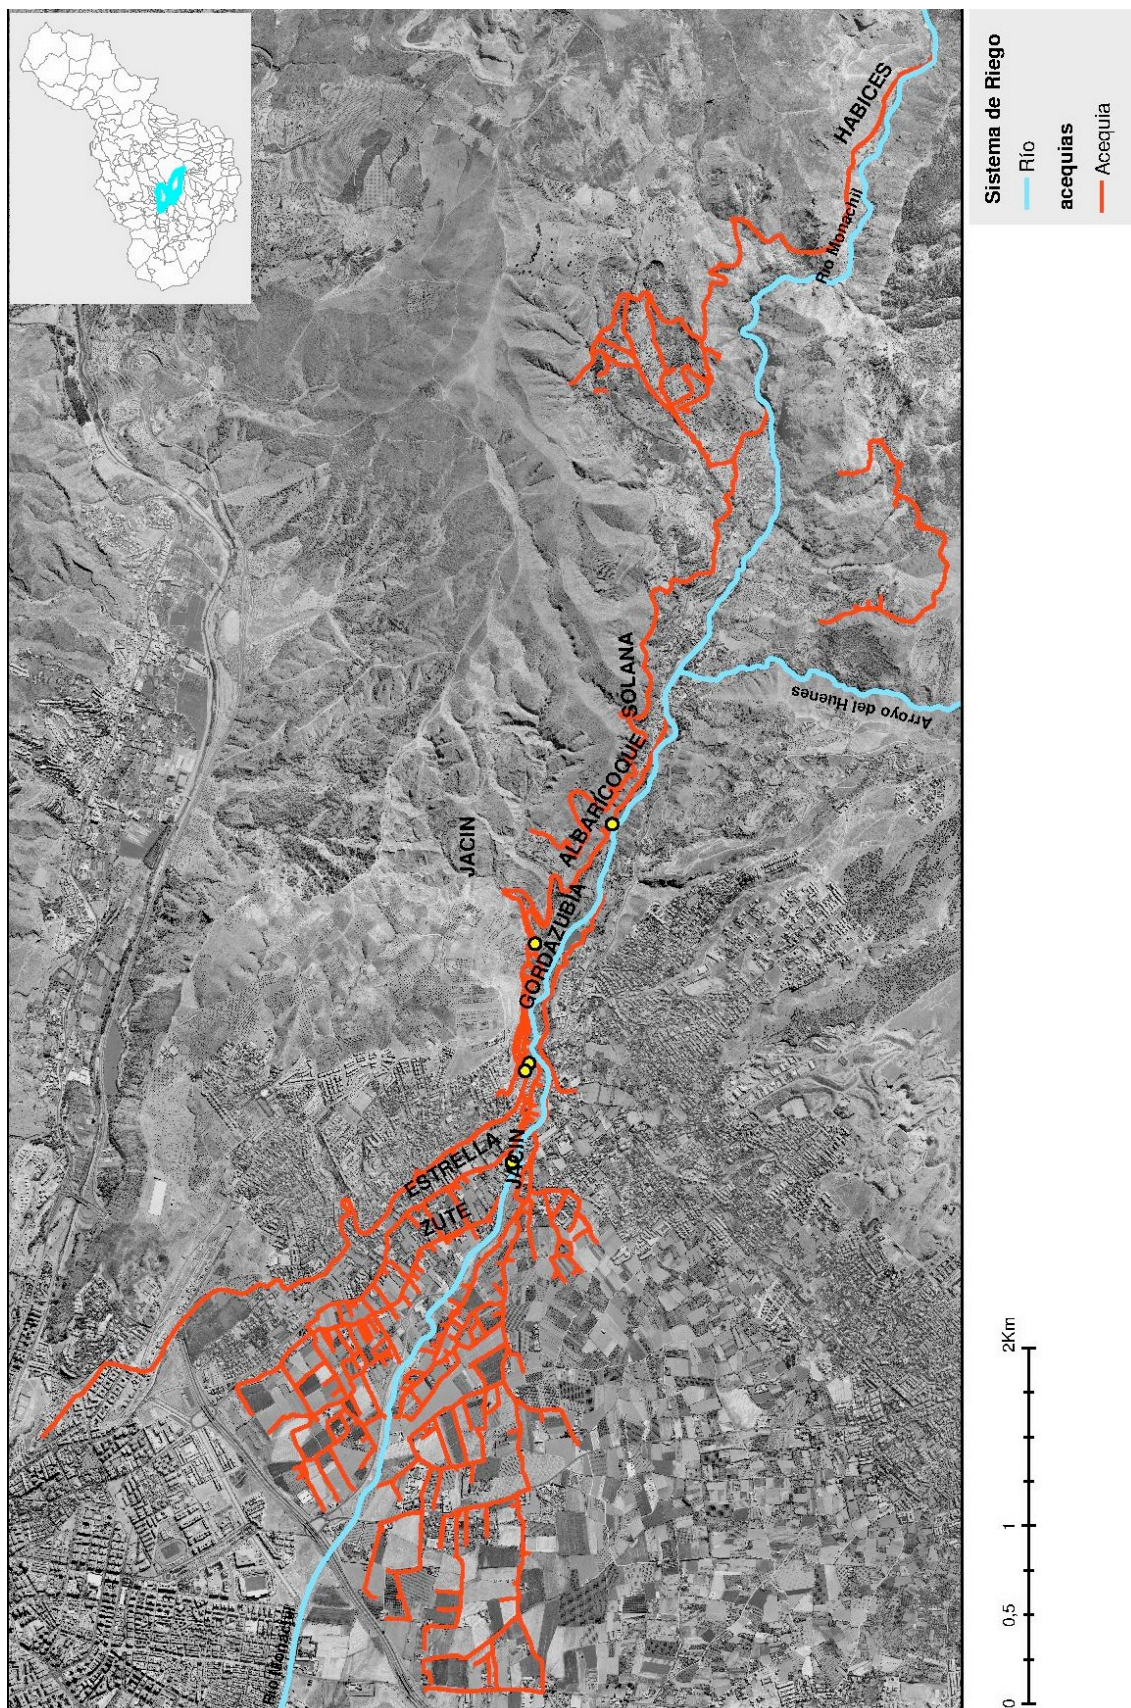 ZUTE
ESTRELLA
JACIN
JACIN
GORDAZUBIA
ALBARICOQUE
SOLANA
HABICES
Río Monachil
Arroyo del Huenes
0 0,5 1 2Km
Sistema de Riego
Río
acequias
Acequia